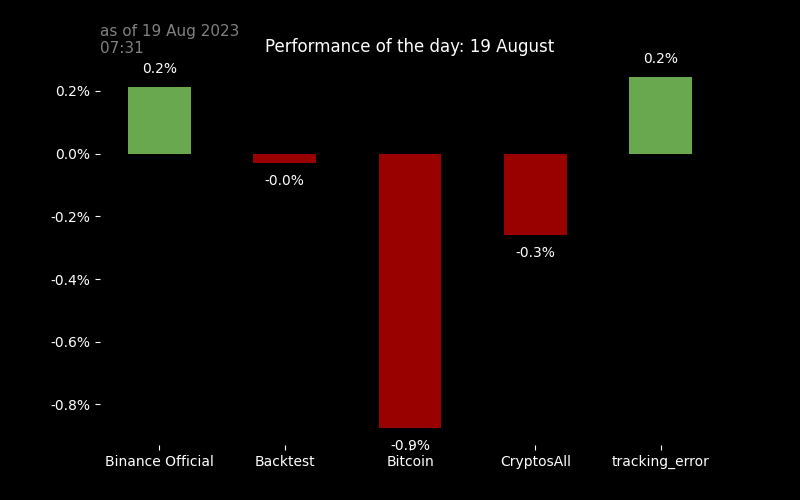 as of 19 Aug 2023
07:31
Performance of the day: 19 August
0.2%
0.2%
0.2%
0.0%
-0.0%
-0.2%
-0.3%
-0.4%
-0.6%
-0.8%
-0.9%
Binance Official
Backtest
Bitcoin
CryptosAll
tracking_error